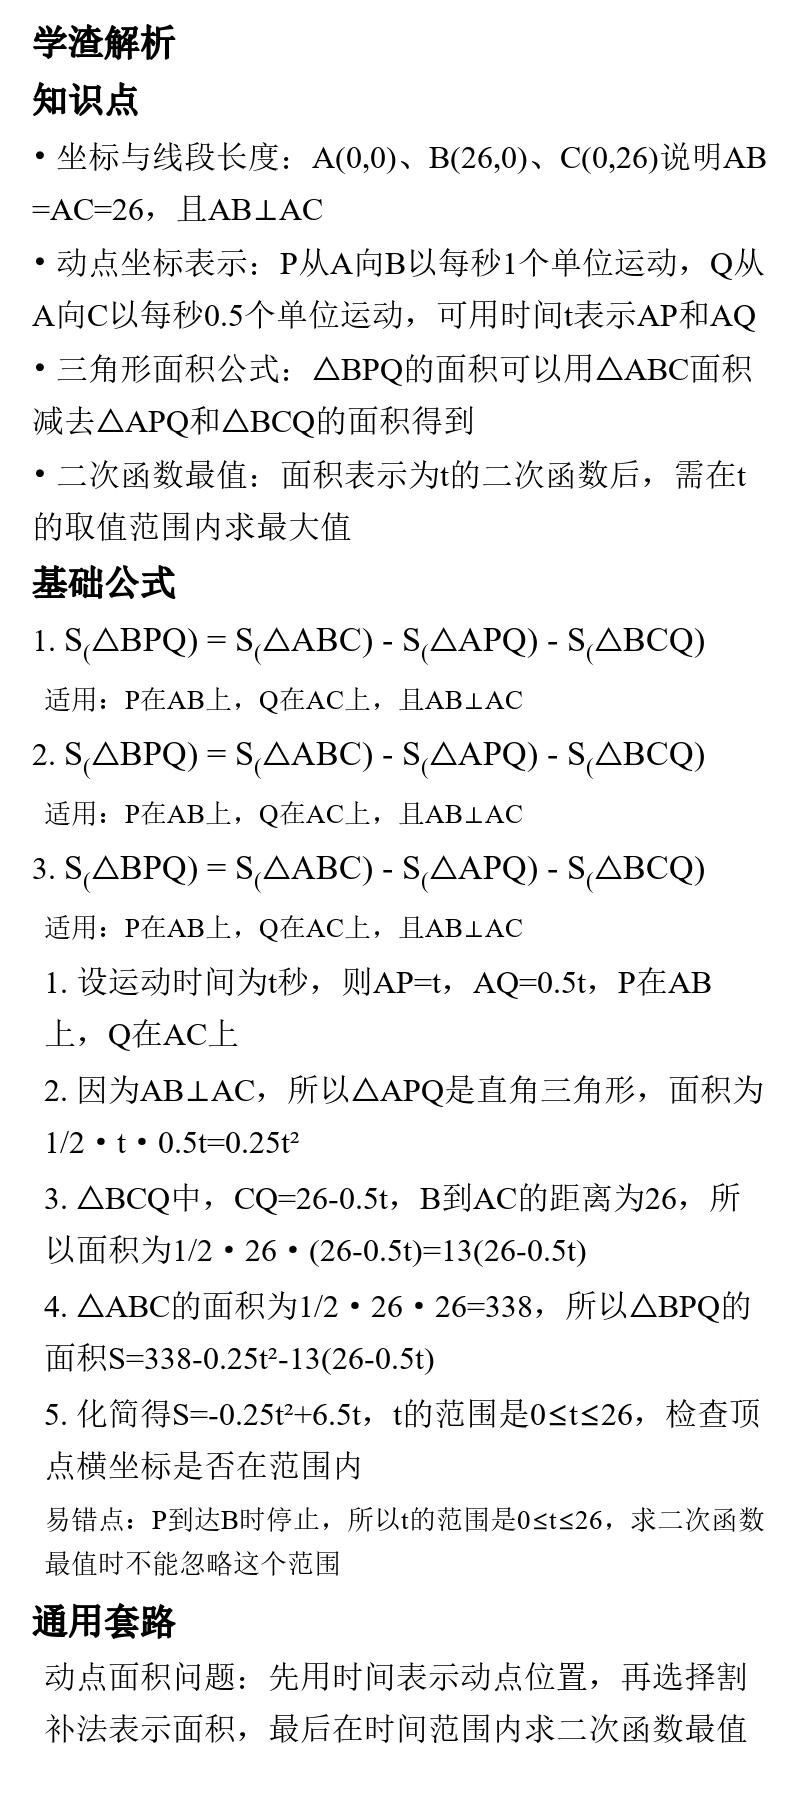 学渣解析
知识点
• 坐标与线段长度：A(0,0)、B(26,0)、C(0,26)说明AB
=AC=26，且AB⊥AC
• 动点坐标表示：P从A向B以每秒1个单位运动，Q从
A向C以每秒0.5个单位运动，可用时间t表示AP和AQ
• 三角形面积公式：△BPQ的面积可以用△ABC面积
减去△APQ和△BCQ的面积得到
• 二次函数最值：面积表示为t的二次函数后，需在t
的取值范围内求最大值
基础公式
1. S₍△BPQ) = S₍△ABC) - S₍△APQ) - S₍△BCQ)
适用：P在AB上，Q在AC上，且AB⊥AC
2. S₍△BPQ) = S₍△ABC) - S₍△APQ) - S₍△BCQ)
适用：P在AB上，Q在AC上，且AB⊥AC
3. S₍△BPQ) = S₍△ABC) - S₍△APQ) - S₍△BCQ)
适用：P在AB上，Q在AC上，且AB⊥AC
1. 设运动时间为t秒，则AP=t，AQ=0.5t，P在AB
上，Q在AC上
2. 因为AB⊥AC，所以△APQ是直角三角形，面积为
1/2・t・0.5t=0.25t²
3. △BCQ中，CQ=26-0.5t，B到AC的距离为26，所
以面积为1/2・26・(26-0.5t)=13(26-0.5t)
4. △ABC的面积为1/2・26・26=338，所以△BPQ的
面积S=338-0.25t²-13(26-0.5t)
5. 化简得S=-0.25t²+6.5t，t的范围是0≤t≤26，检查顶
点横坐标是否在范围内
易错点：P到达B时停止，所以t的范围是0≤t≤26，求二次函数
最值时不能忽略这个范围
通用套路
动点面积问题：先用时间表示动点位置，再选择割
补法表示面积，最后在时间范围内求二次函数最值